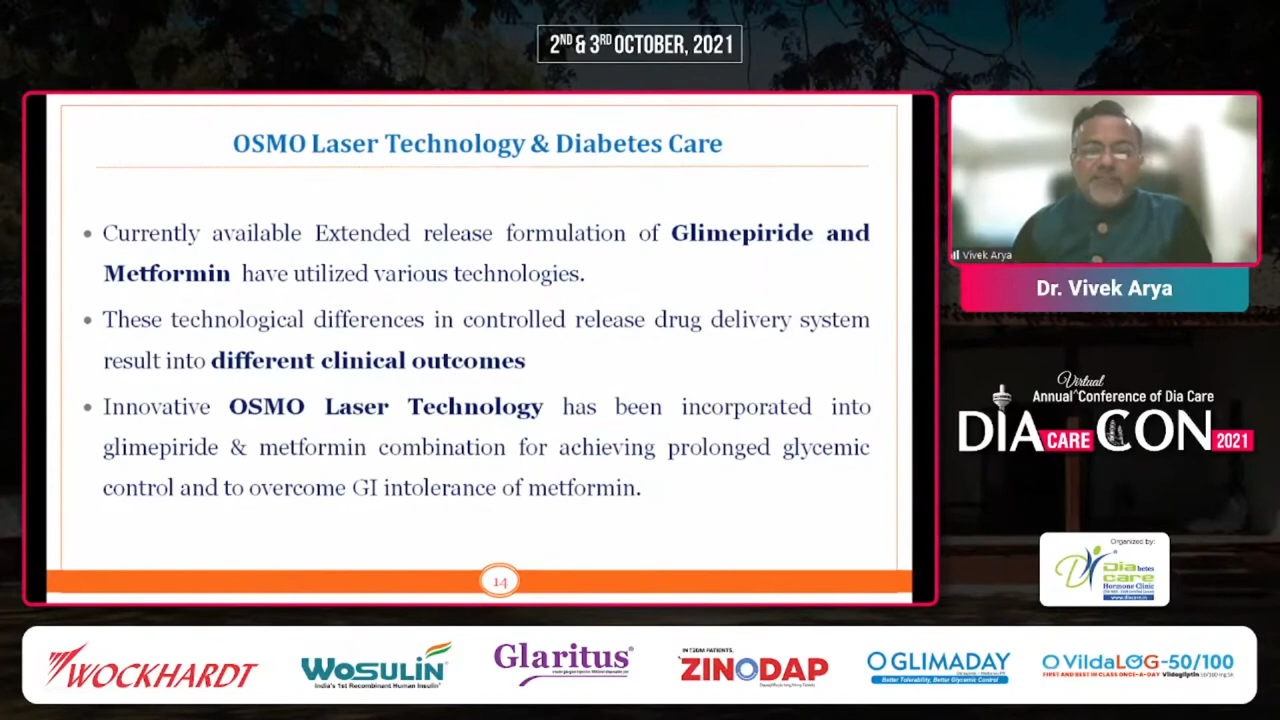 2ND & 3RD OCTOBER, 2021
OSMO Laser Technology & Diabetes Care
• Currently available Extended release formulation of Glimepiride and
Metformin have utilized various technologies.
• These technological differences in controlled release drug delivery system
result into different clinical outcomes
• Innovative OSMO Laser Technology has been incorporated into
glimepiride & metformin combination for achieving prolonged glycemic
control and to overcome GI intolerance of metformin.
14
Vivek Arya
Dr. Vivek Arya
Virtual
Annual ^ Conference of Dia Care
DIA CARE CON 2021
Organized by:
Diabetes
care
Hormone Clinic
www.diacare.in
WOCKHARDT
WOSULIN
India's 1st Recombinant Human Insulin
Glaritus
IN T2DM PATIENTS,
ZINODAP
GLIMADAY
Better Tolerability, Better Glycemic Control
VildaLOG-50/100
FIRST AND BEST IN CLASS ONCE-A-DAY Vildagliptin 50/100 mg SR